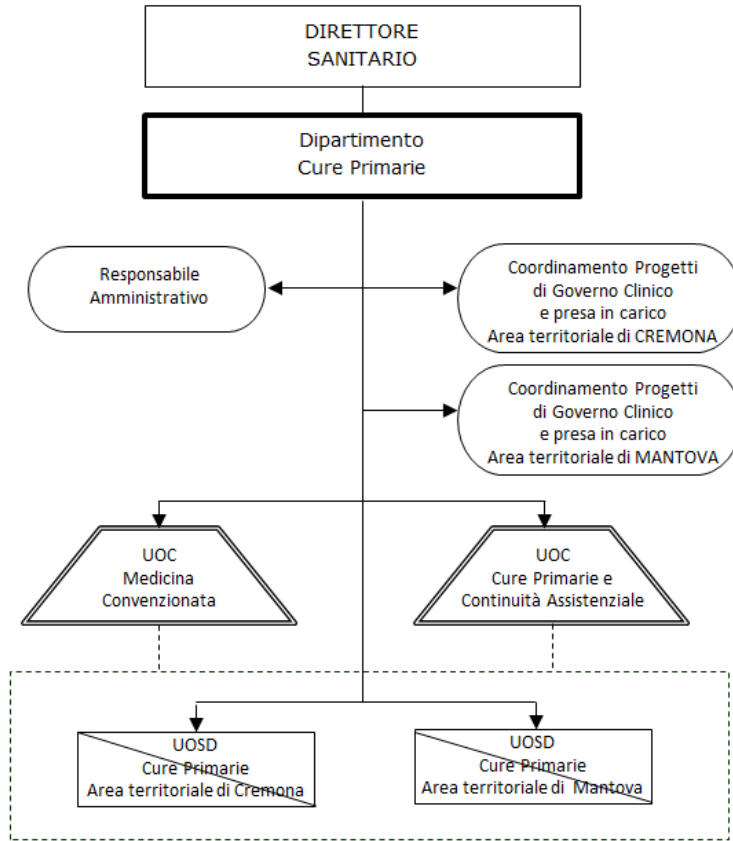 DIRETTORE
SANITARIO
Dipartimento
Cure Primarie
Responsabile
Amministrativo
Coordinamento Progetti
di Governo Clinico
e presa in carico
Area territoriale di CREMONA
Coordinamento Progetti
di Governo Clinico
e presa in carico
Area territoriale di MANTOVA
UOC
Medicina
Convenzionata
UOC
Cure Primarie e
Continuità Assistenziale
UOSD
Cure Primarie
Area territoriale di Cremona
UOSD
Cure Primarie
Area territoriale di Mantova